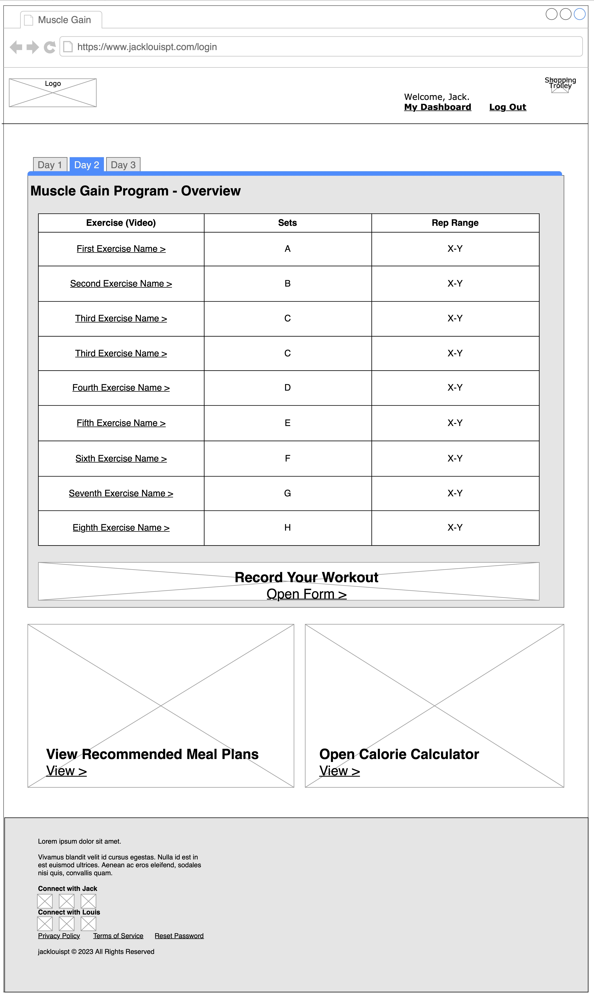 Muscle Gain
https://www.jacklouispt.com/login
Logo
Shopping
Trolley
Welcome, Jack.
My Dashboard Log Out
Day 1 Day 2 Day 3
Muscle Gain Program - Overview
Exercise (Video) Sets Rep Range
First Exercise Name > A X-Y
Second Exercise Name > B X-Y
Third Exercise Name > C X-Y
Third Exercise Name > C X-Y
Fourth Exercise Name > D X-Y
Fifth Exercise Name > E X-Y
Sixth Exercise Name > F X-Y
Seventh Exercise Name > G X-Y
Eighth Exercise Name > H X-Y
Record Your Workout
Open Form >
View Recommended Meal Plans
View >
Open Calorie Calculator
View >
Lorem ipsum dolor sit amet.
Vivamus blandit velit id cursus egestas. Nulla id est in
est euismod ultrices. Aenean ac eros eleifend, sodales
nisi quis, convallis quam.
Connect with Jack
Connect with Louis
Privacy Policy Terms of Service Reset Password
jacklouispt © 2023 All Rights Reserved